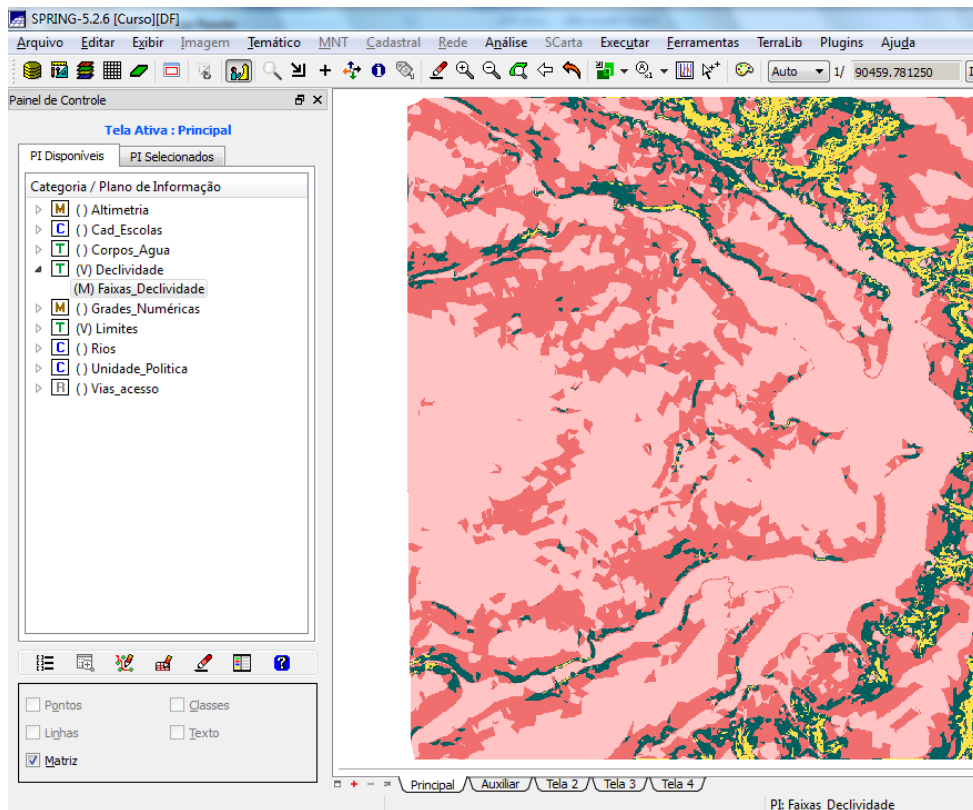 SPRING-5.2.6 [Curso][DF]
Arquivo Editar Exibir Imagem Temático MNT Cadastral Rede Análise SCarta Executar Ferramentas TerraLib Plugins Ajuda
Auto 1/ 90459.781250
Painel de Controle
Tela Ativa : Principal
PI Disponíveis PI Selecionados
Categoria / Plano de Informação
M ( ) Altimetria
C ( ) Cad_Escolas
T ( ) Corpos_Agua
T (V) Declividade
(M) Faixas_Declividade
M ( ) Grades_Numéricas
T (V) Limites
C ( ) Rios
C ( ) Unidade_Politica
R ( ) Vias_acesso
Pontos Classes
Linhas Texto
Matriz
Principal Auxiliar Tela 2 Tela 3 Tela 4
PI: Faixas_Declividade